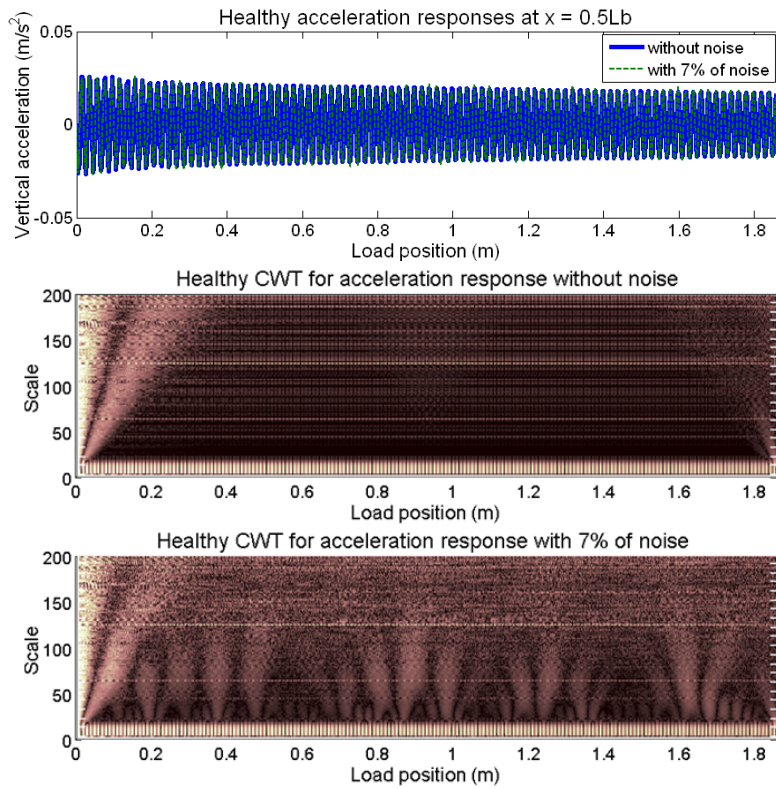 Healthy acceleration responses at x = 0.5Lb
Vertical acceleration (m/s²)
0.05
0
-0.05
without noise
with 7% of noise
0 0.2 0.4 0.6 0.8 1 1.2 1.4 1.6 1.8
Load position (m)
Healthy CWT for acceleration response without noise
Scale
200
150
100
50
0
0 0.2 0.4 0.6 0.8 1 1.2 1.4 1.6 1.8
Load position (m)
Healthy CWT for acceleration response with 7% of noise
Scale
200
150
100
50
0
0 0.2 0.4 0.6 0.8 1 1.2 1.4 1.6 1.8
Load position (m)